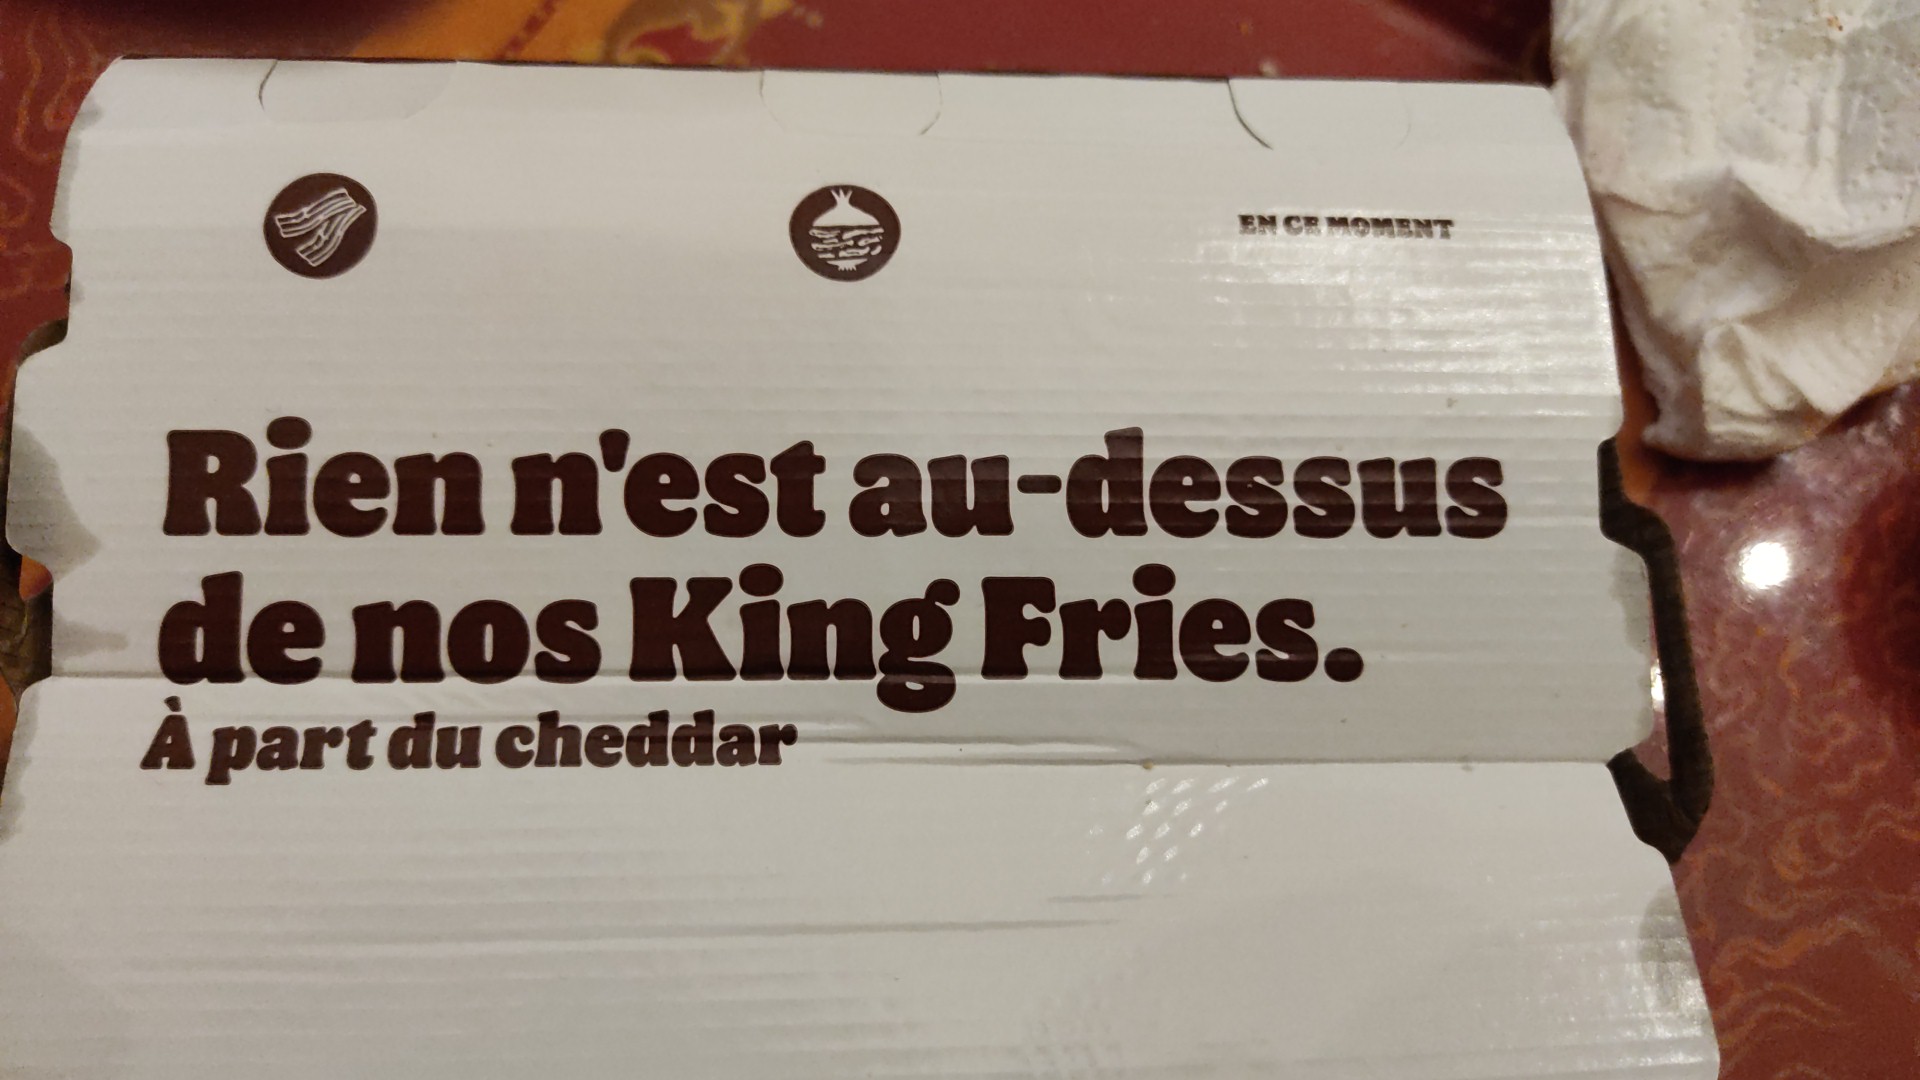 EN CE MOMENT
Rien n'est au-dessus
de nos King Fries.
À part du cheddar